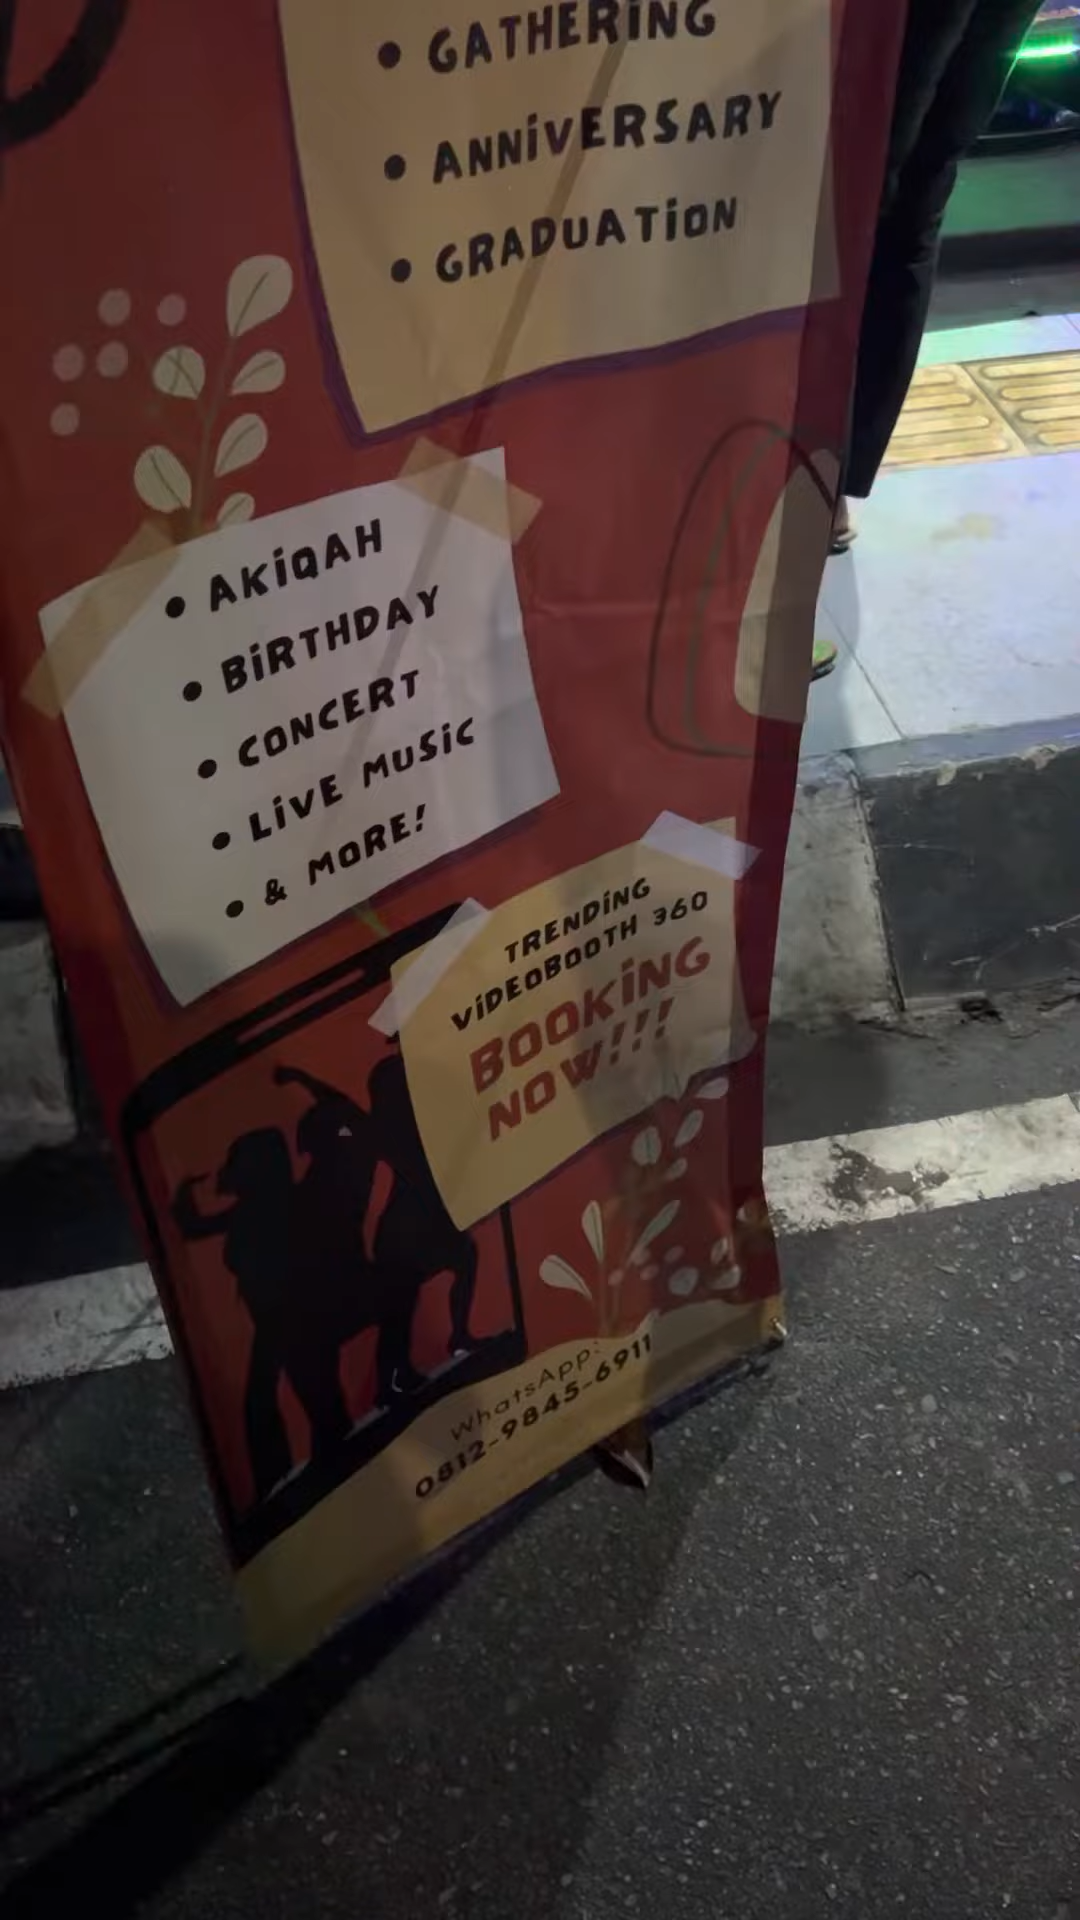 • GATHERING
• ANNIVERSARY
• GRADUATION
• AKIQAH
• BIRTHDAY
• CONCERT
• LIVE MUSIC
• & MORE!
TRENDING
VIDEOBOOTH 360
BOOKING
NOW!!!
WhatsApp:
0812-9845-6911